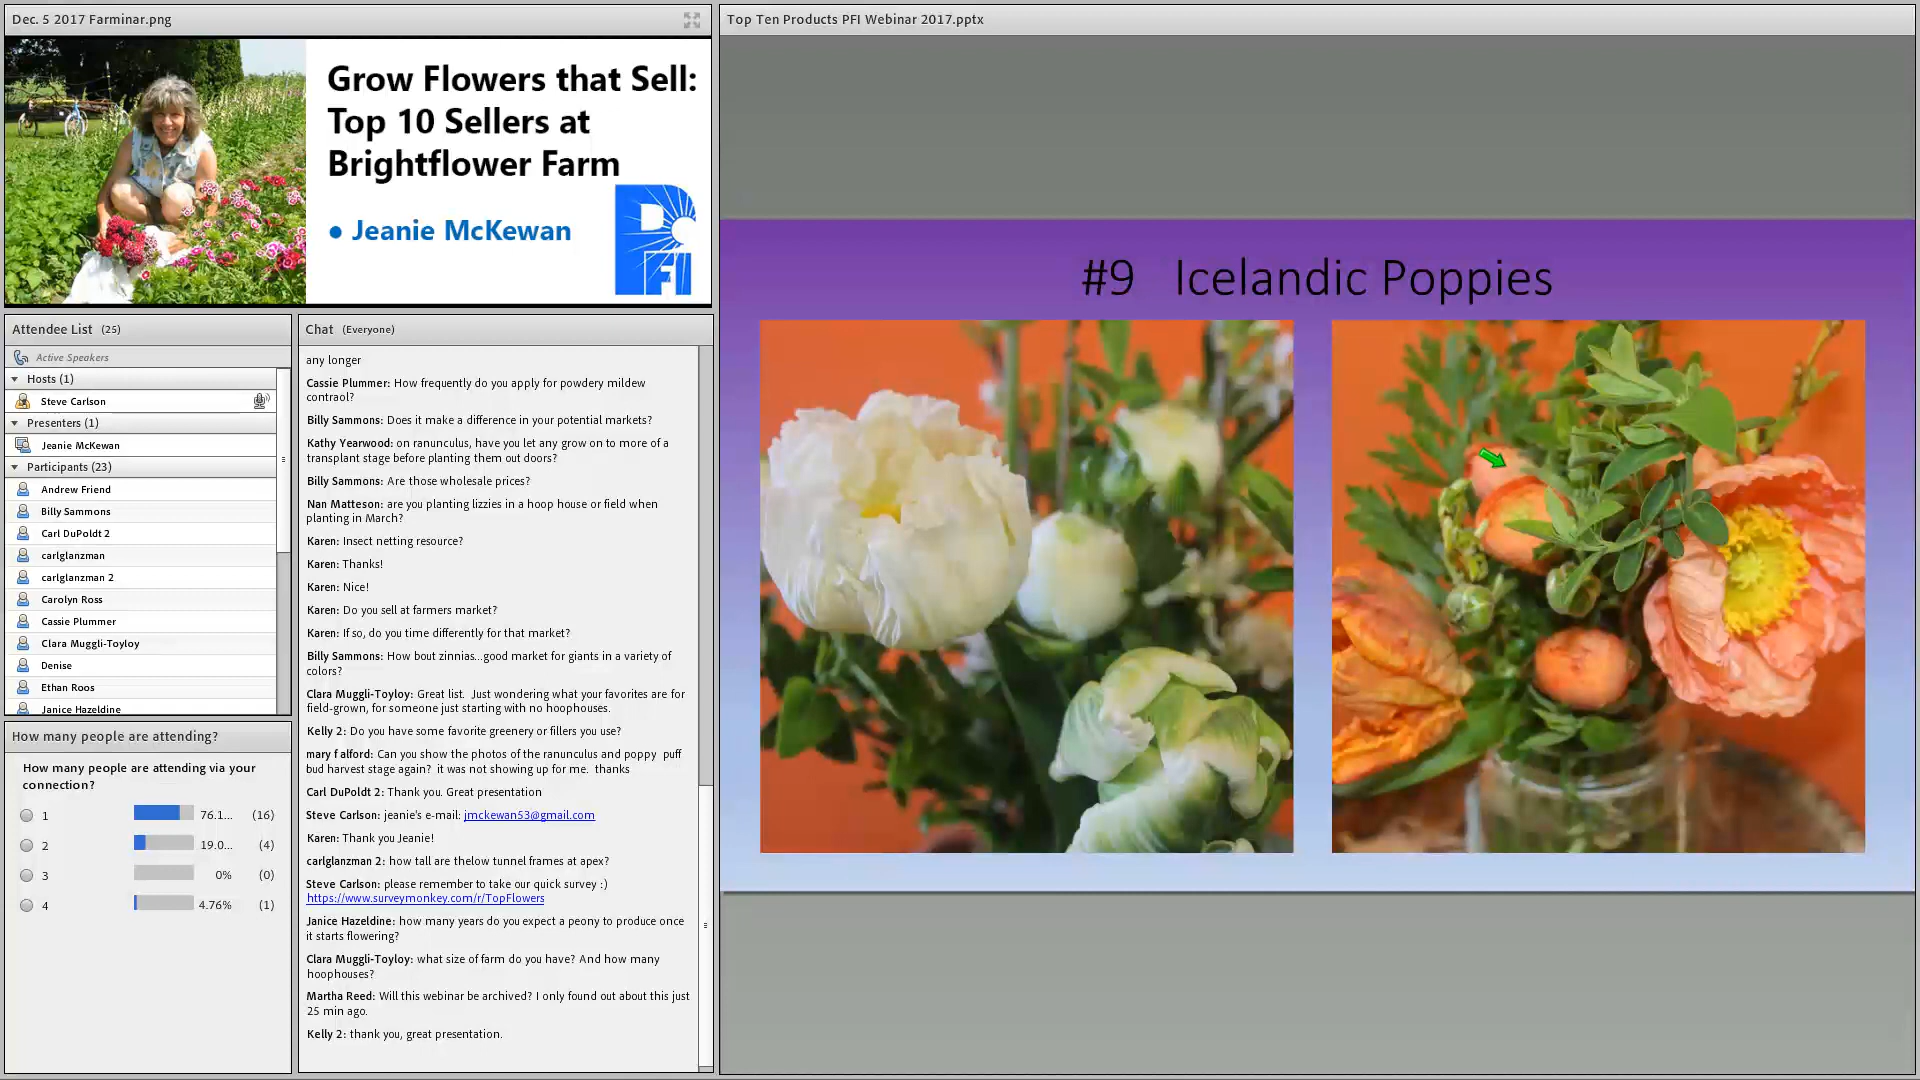 Dec. 5 2017 Farminar.png
Grow Flowers that Sell:
Top 10 Sellers at
Brightflower Farm
● Jeanie McKewan
PFI
Attendee List (25)
Active Speakers
Hosts (1)
Steve Carlson
Presenters (1)
Jeanie McKewan
Participants (23)
Andrew Friend
Billy Sammons
Carl DuPoldt 2
carlglanzman
carlglanzman 2
Carolyn Ross
Cassie Plummer
Clara Muggli-Toyloy
Denise
Ethan Roos
Janice Hazeldine
How many people are attending?
How many people are attending via your
connection?
1 76.1... (16)
2 19.0... (4)
3 0% (0)
4 4.76% (1)
Chat (Everyone)
any longer
Cassie Plummer: How frequently do you apply for powdery mildew
contraol?
Billy Sammons: Does it make a difference in your potential markets?
Kathy Yearwood: on ranunculus, have you let any grow on to more of a
transplant stage before planting them out doors?
Billy Sammons: Are those wholesale prices?
Nan Matteson: are you planting lizzies in a hoop house or field when
planting in March?
Karen: Insect netting resource?
Karen: Thanks!
Karen: Nice!
Karen: Do you sell at farmers market?
Karen: If so, do you time differently for that market?
Billy Sammons: How bout zinnias...good market for giants in a variety of
colors?
Clara Muggli-Toyloy: Great list. Just wondering what your favorites are for
field-grown, for someone just starting with no hoophouses.
Kelly 2: Do you have some favorite greenery or fillers you use?
mary f alford: Can you show the photos of the ranunculus and poppy puff
bud harvest stage again? it was not showing up for me. thanks
Carl DuPoldt 2: Thank you. Great presentation
Steve Carlson: jeanie's e-mail: jmckewan53@gmail.com
Karen: Thank you Jeanie!
carlglanzman 2: how tall are thelow tunnel frames at apex?
Steve Carlson: please remember to take our quick survey :)
https://www.surveymonkey.com/r/TopFlowers
Janice Hazeldine: how many years do you expect a peony to produce once
it starts flowering?
Clara Muggli-Toyloy: what size of farm do you have? And how many
hoophouses?
Martha Reed: Will this webinar be archived? I only found out about this just
25 min ago.
Kelly 2: thank you, great presentation.
Top Ten Products PFI Webinar 2017.pptx
#9 Icelandic Poppies